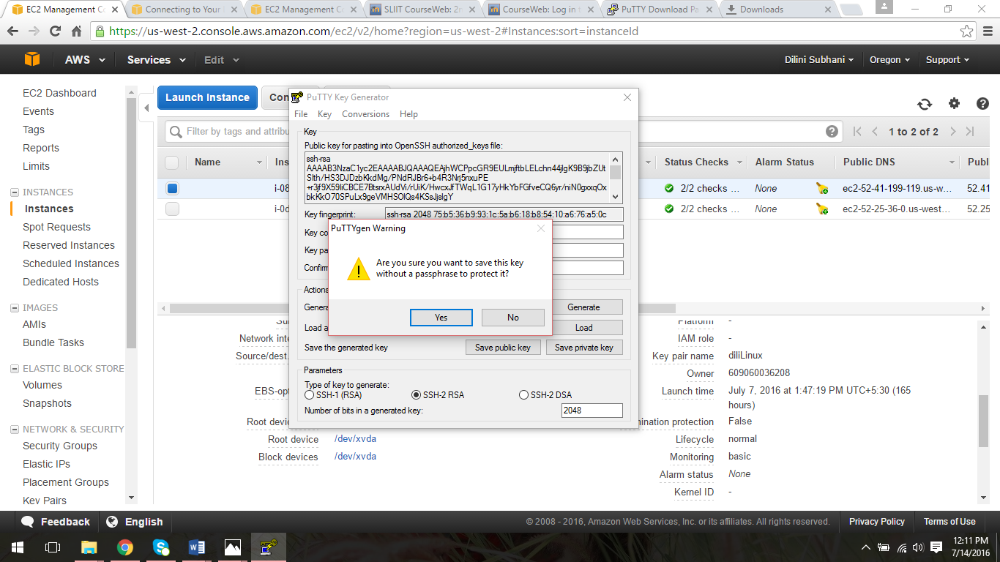 EC2 Management Co
Connecting to Your
EC2 Management Co
SLIIT CourseWeb: 2n
CourseWeb: Log in t
PuTTY Download Pa
Downloads
https://us-west-2.console.aws.amazon.com/ec2/v2/home?region=us-west-2#Instances:sort=instanceId
AWS Services Edit Dilini Subhani Oregon Support
EC2 Dashboard
Events
Tags
Reports
Limits
INSTANCES
Instances
Spot Requests
Reserved Instances
Scheduled Instances
Dedicated Hosts
IMAGES
AMIs
Bundle Tasks
ELASTIC BLOCK STORE
Volumes
Snapshots
NETWORK & SECURITY
Security Groups
Elastic IPs
Placement Groups
Key Pairs
Launch Instance
Con
Filter by tags and attribu
1 to 2 of 2
Name Ins Status Checks Alarm Status Public DNS Publ
i-08 2/2 checks ... None ec2-52-41-199-119.us-w... 52.41
i-0d 2/2 checks ... None ec2-52-25-36-0.us-west... 52.25
PuTTY Key Generator
File Key Conversions Help
Key
Public key for pasting into OpenSSH authorized_keys file:
ssh-rsa
Key fingerprint: ssh-rsa 2048 75:b5:36:b9:93:1c:5a:b6:18:b8:54:10:a6:76:a5:0c
Key co
Key pa
Confirm
PuTTYgen Warning
Are you sure you want to save this key
without a passphrase to protect it?
Yes No
Actions
Genera Generate
Load a Load
Save the generated key Save public key Save private key
Parameters
Type of key to generate:
SSH-1 (RSA) SSH-2 RSA SSH-2 DSA
Number of bits in a generated key: 2048
Network inte
Source/dest.
EBS-opt
Root devic
Root device /dev/xvda
Block devices /dev/xvda
Platform -
IAM role -
Key pair name diliLinux
Owner 609060036208
Launch time July 7, 2016 at 1:47:19 PM UTC+5:30 (165
hours)
mination protection False
Lifecycle normal
Monitoring basic
Alarm status None
Kernel ID -
Feedback English © 2008 - 2016, Amazon Web Services, Inc. or its affiliates. All rights reserved. Privacy Policy Terms of Use
12:11 PM
7/14/2016